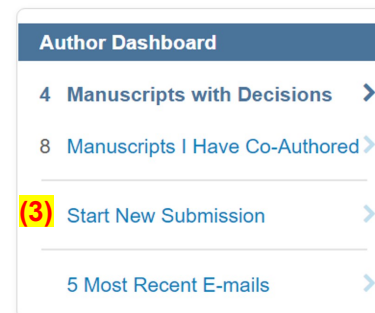 Author Dashboard
4 Manuscripts with Decisions
8 Manuscripts I Have Co-Authored
(3) Start New Submission
5 Most Recent E-mails